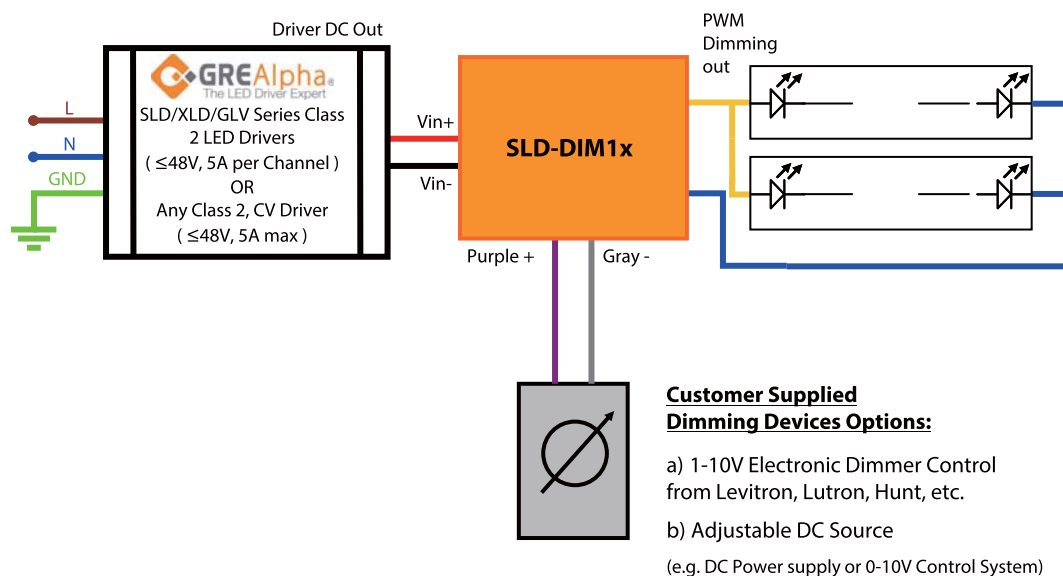 Driver DC Out
GREAlpha®
The LED Driver Expert
SLD/XLD/GLV Series Class
2 LED Drivers
( ≤48V, 5A per Channel )
OR
Any Class 2, CV Driver
( ≤48V, 5A max )
L
N
GND
Vin+
Vin-
SLD-DIM1x
PWM
Dimming
out
Purple +
Gray -
Customer Supplied
Dimming Devices Options:
a) 1-10V Electronic Dimmer Control
from Levitron, Lutron, Hunt, etc.
b) Adjustable DC Source
(e.g. DC Power supply or 0-10V Control System)